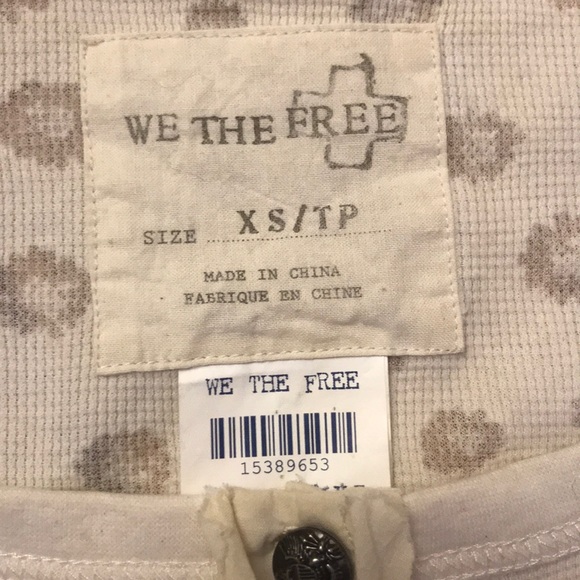 WE THE FREE
SIZE XS/TP
MADE IN CHINA
FABRIQUE EN CHINE
WE THE FREE
15389653